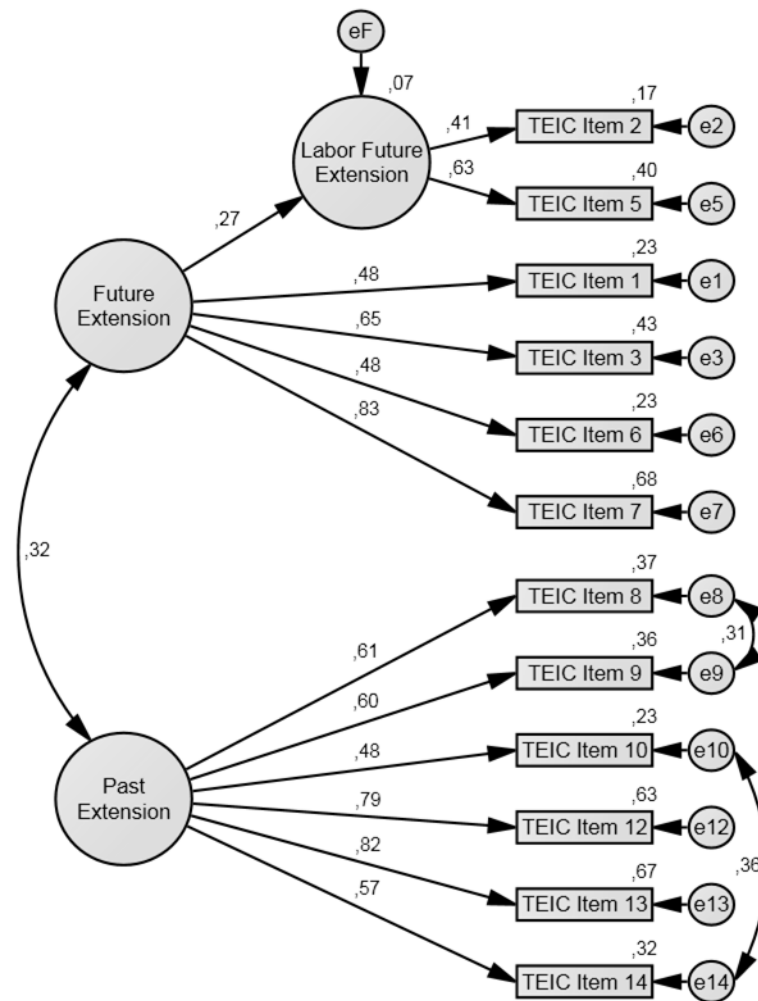 eF
,07
Labor Future
Extension
,41
,17
TEIC Item 2
e2
,63
,40
TEIC Item 5
e5
,27
Future
Extension
,48
,23
TEIC Item 1
e1
,65
,43
TEIC Item 3
e3
,48
,23
TEIC Item 6
e6
,83
,68
TEIC Item 7
e7
,32
,61
,37
TEIC Item 8
e8
,31
,60
,36
TEIC Item 9
e9
Past
Extension
,48
,23
TEIC Item 10
e10
,79
,63
TEIC Item 12
e12
,36
,82
,67
TEIC Item 13
e13
,57
,32
TEIC Item 14
e14